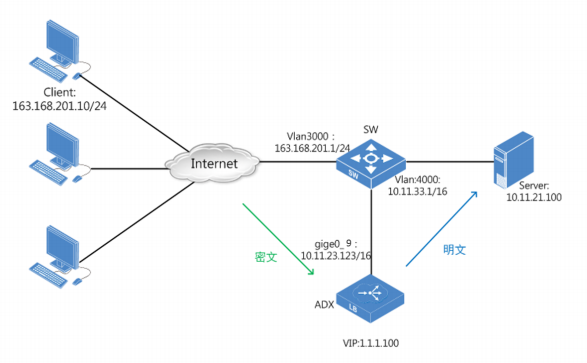 Client:
163.168.201.10/24
Internet
Vlan3000：
163.168.201.1/24
SW
SW
Vlan:4000:
10.11.33.1/16
Server:
10.11.21.100
密文
gige0_9：
10.11.23.123/16
明文
ADX
LB
VIP:1.1.1.100